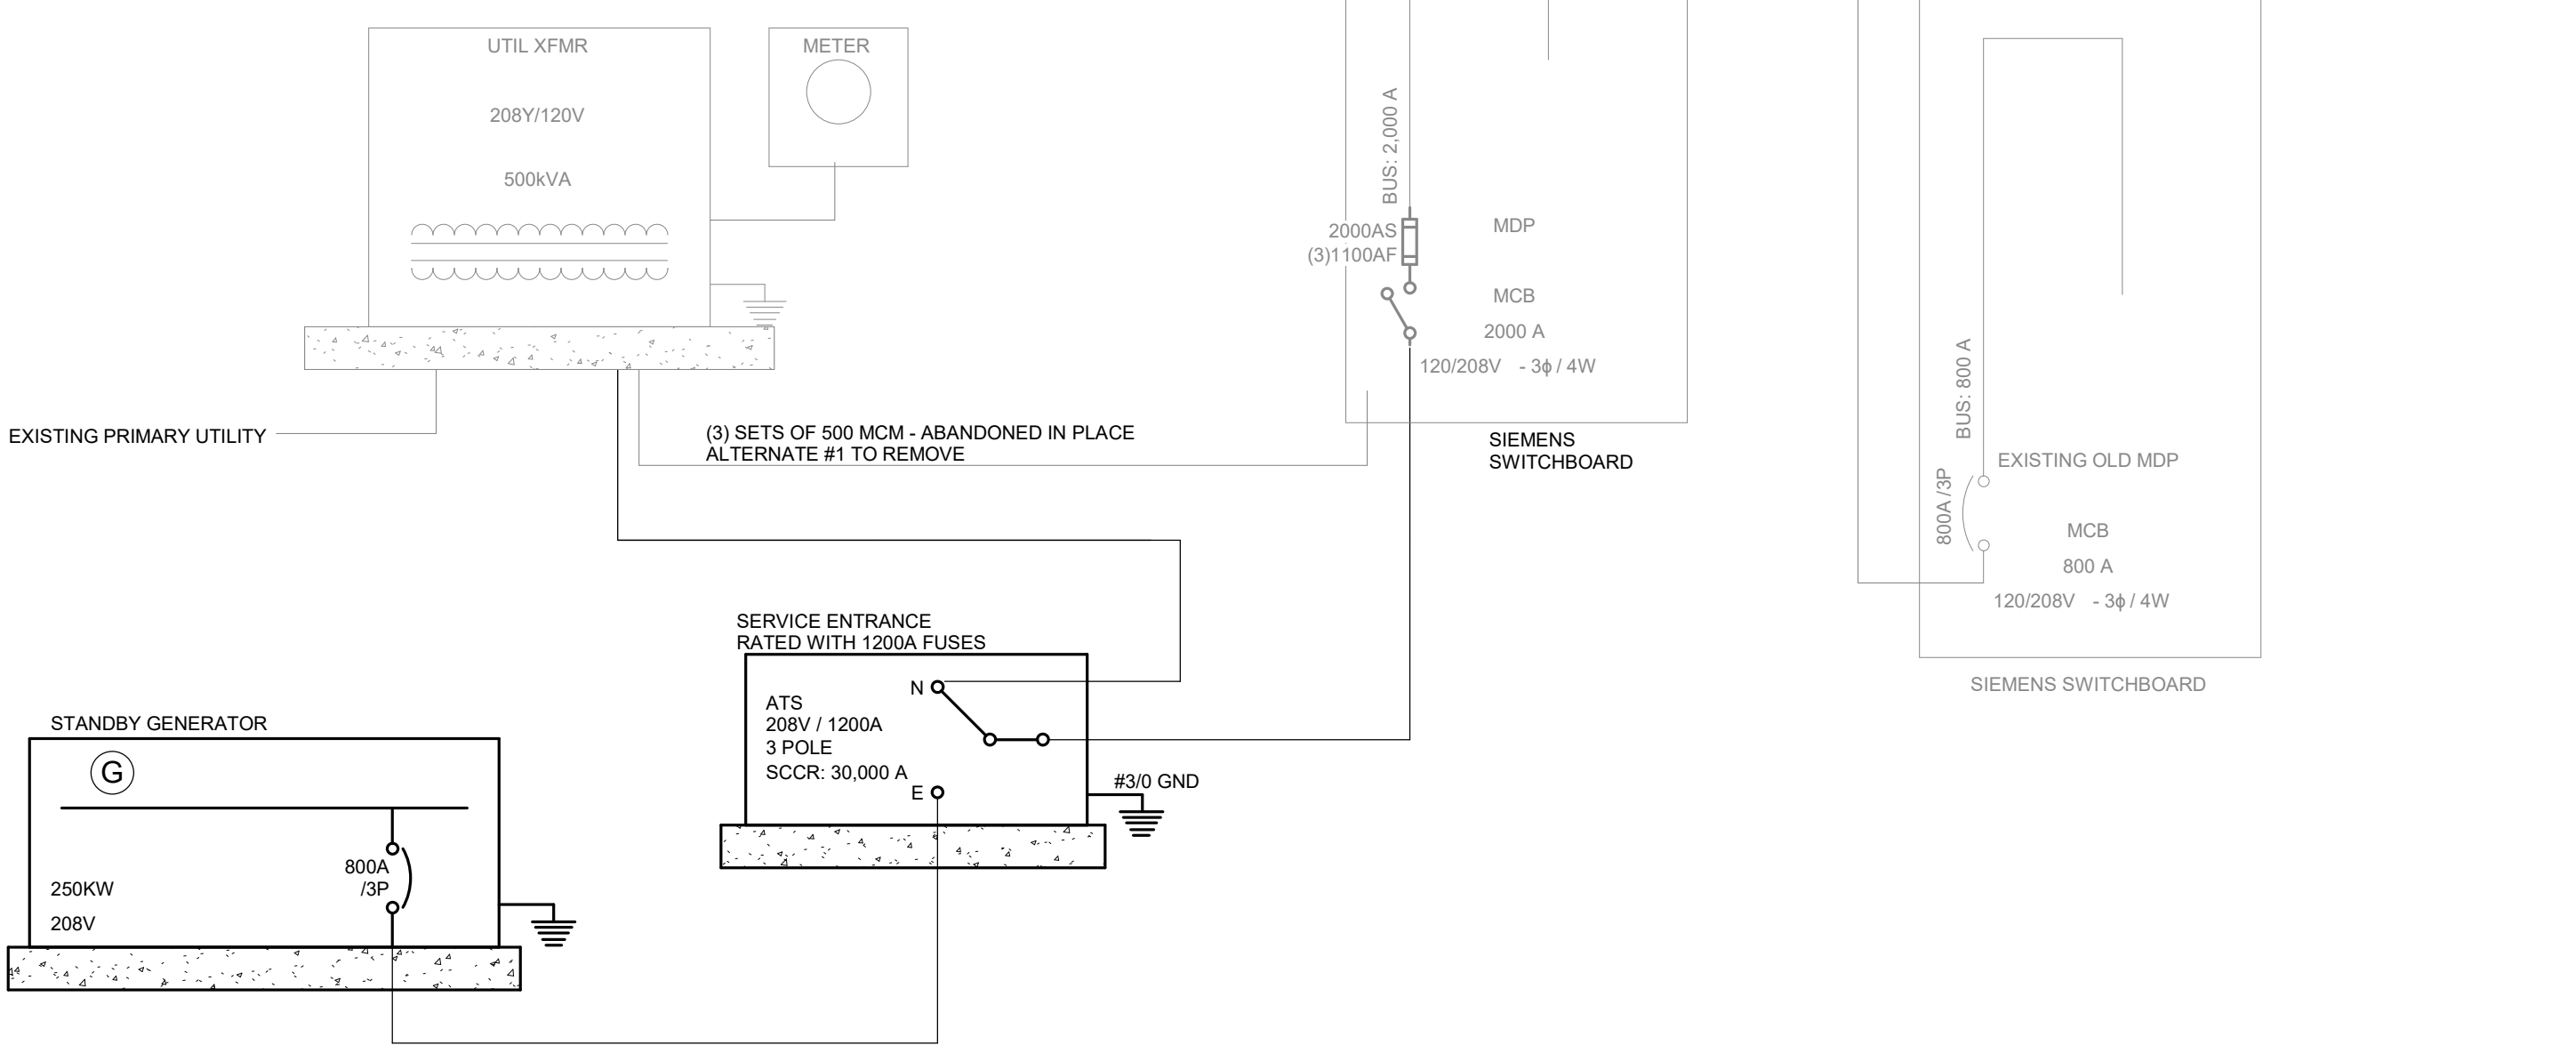 UTIL XFMR
208Y/120V
500kVA
METER
EXISTING PRIMARY UTILITY
(3) SETS OF 500 MCM - ABANDONED IN PLACE
ALTERNATE #1 TO REMOVE
BUS: 2,000 A
2000AS
(3)1100AF
MDP
MCB
2000 A
120/208V - 3ϕ / 4W
SIEMENS
SWITCHBOARD
BUS: 800 A
800A /3P
EXISTING OLD MDP
MCB
800 A
120/208V - 3ϕ / 4W
SIEMENS SWITCHBOARD
SERVICE ENTRANCE
RATED WITH 1200A FUSES
N
ATS
208V / 1200A
3 POLE
SCCR: 30,000 A
E
#3/0 GND
STANDBY GENERATOR
G
800A
/3P
250KW
208V